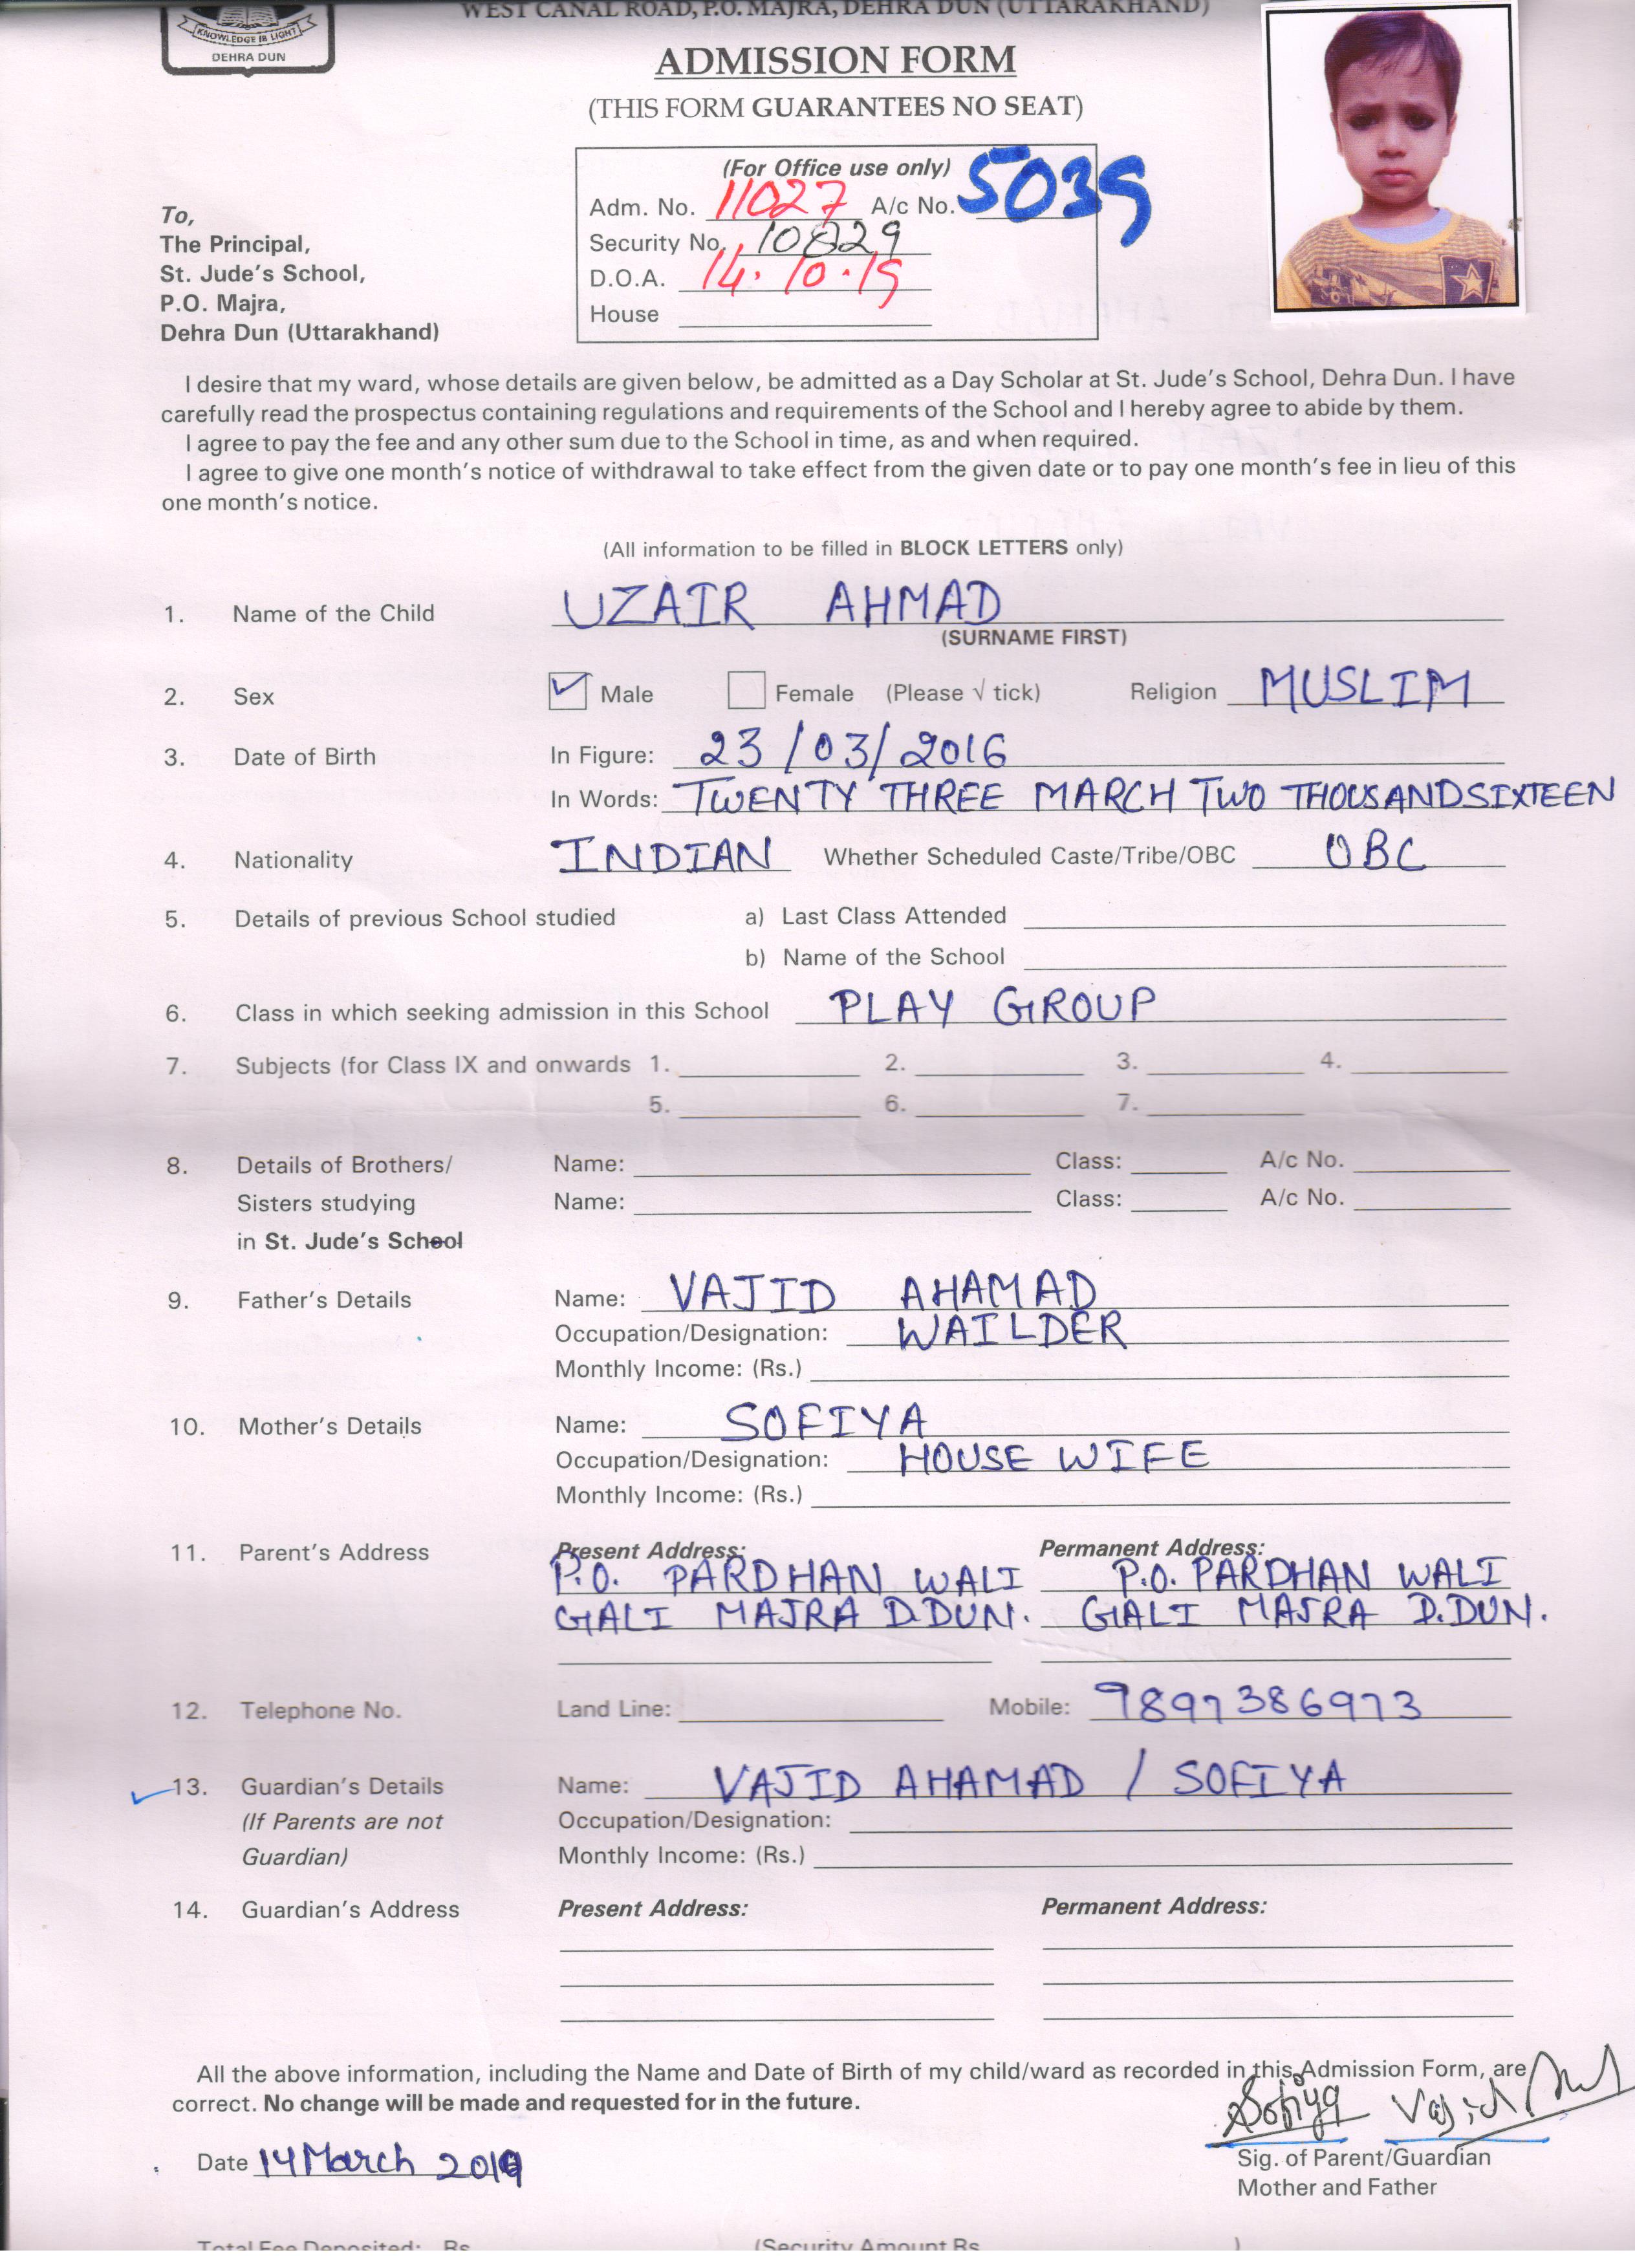 WEST CANAL ROAD, P.O. MAJRA, DEHRA DUN (UTTARAKHAND)
KNOWLEDGE IS LIGHT
DEHRA DUN
ADMISSION FORM
(THIS FORM GUARANTEES NO SEAT)
(For Office use only)
Adm. No. 11027 A/c No. 5039
Security No. 10829
D.O.A. 14.10.19
House
To,
The Principal,
St. Jude's School,
P.O. Majra,
Dehra Dun (Uttarakhand)
I desire that my ward, whose details are given below, be admitted as a Day Scholar at St. Jude's School, Dehra Dun. I have
carefully read the prospectus containing regulations and requirements of the School and I hereby agree to abide by them.
I agree to pay the fee and any other sum due to the School in time, as and when required.
I agree to give one month's notice of withdrawal to take effect from the given date or to pay one month's fee in lieu of this
one month's notice.
(All information to be filled in BLOCK LETTERS only)
1. Name of the Child UZAIR AHMAD
(SURNAME FIRST)
2. Sex Male Female (Please √ tick) Religion MUSLIM
3. Date of Birth In Figure: 23/03/2016
In Words: TWENTY THREE MARCH TWO THOUSAND SIXTEEN
4. Nationality INDIAN Whether Scheduled Caste/Tribe/OBC OBC
5. Details of previous School studied a) Last Class Attended
b) Name of the School
6. Class in which seeking admission in this School PLAY GROUP
7. Subjects (for Class IX and onwards 1. 2. 3. 4.
5. 6. 7.
8. Details of Brothers/ Name: Class: A/c No.
Sisters studying Name: Class: A/c No.
in St. Jude's School
9. Father's Details Name: VAJID AHAMAD
Occupation/Designation: WAILDER
Monthly Income: (Rs.)
10. Mother's Details Name: SOFIYA
Occupation/Designation: HOUSE WIFE
Monthly Income: (Rs.)
11. Parent's Address Present Address: Permanent Address:
P.O. PARDHAN WALI P.O. PARDHAN WALI
GALI MAJRA D.DUN. GALI MAJRA D.DUN.
12. Telephone No. Land Line: Mobile: 9897386973
13. Guardian's Details Name: VAJID AHAMAD / SOFIYA
(If Parents are not Occupation/Designation:
Guardian) Monthly Income: (Rs.)
14. Guardian's Address Present Address: Permanent Address:
All the above information, including the Name and Date of Birth of my child/ward as recorded in this Admission Form, are
correct. No change will be made and requested for in the future.
Sofiya Vajid
Date 14 March 2019
Sig. of Parent/Guardian
Mother and Father
Total Fee Deposited: Rs. (Security Amount Rs. )